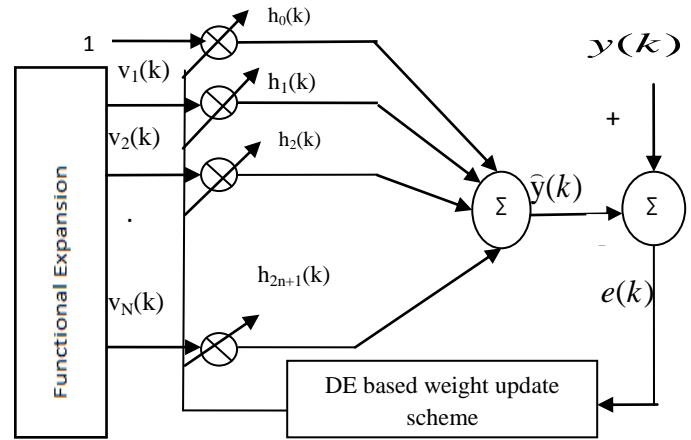 h₀(k)
1
y(k)
v₁(k)
h₁(k)
+
v₂(k)
h₂(k)
Functional Expansion
Σ
ŷ(k)
Σ
.
-
v_N(k)
h₂ₙ₊₁(k)
e(k)
DE based weight update
scheme